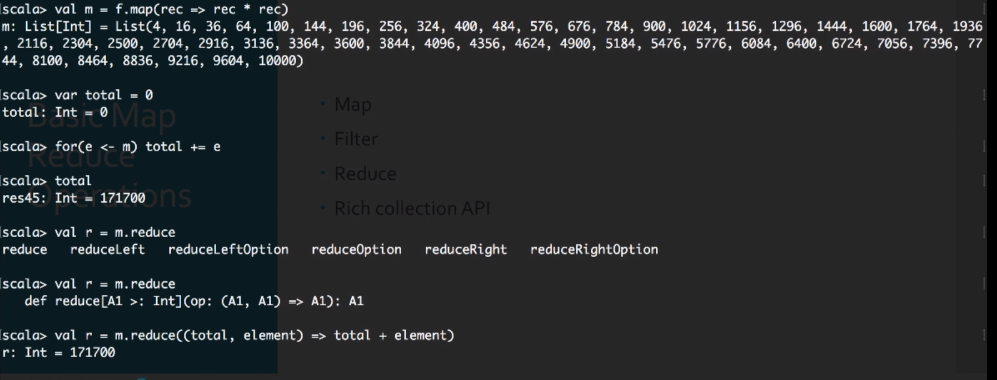 scala> val m = f.map(rec => rec * rec)
m: List[Int] = List(4, 16, 36, 64, 100, 144, 196, 256, 324, 400, 484, 576, 676, 784, 900, 1024, 1156, 1296, 1444, 1600, 1764, 1936
, 2116, 2304, 2500, 2704, 2916, 3136, 3364, 3600, 3844, 4096, 4356, 4624, 4900, 5184, 5476, 5776, 6084, 6400, 6724, 7056, 7396, 77
44, 8100, 8464, 8836, 9216, 9604, 10000)
scala> var total = 0
total: Int = 0
scala> for(e <- m) total += e
scala> total
res45: Int = 171700
scala> val r = m.reduce
reduce   reduceLeft   reduceLeftOption   reduceOption   reduceRight   reduceRightOption
scala> val r = m.reduce
   def reduce[A1 >: Int](op: (A1, A1) => A1): A1
scala> val r = m.reduce((total, element) => total + element)
r: Int = 171700
Basic Map
Reduce
Operations
• Map
• Filter
• Reduce
• Rich collection API